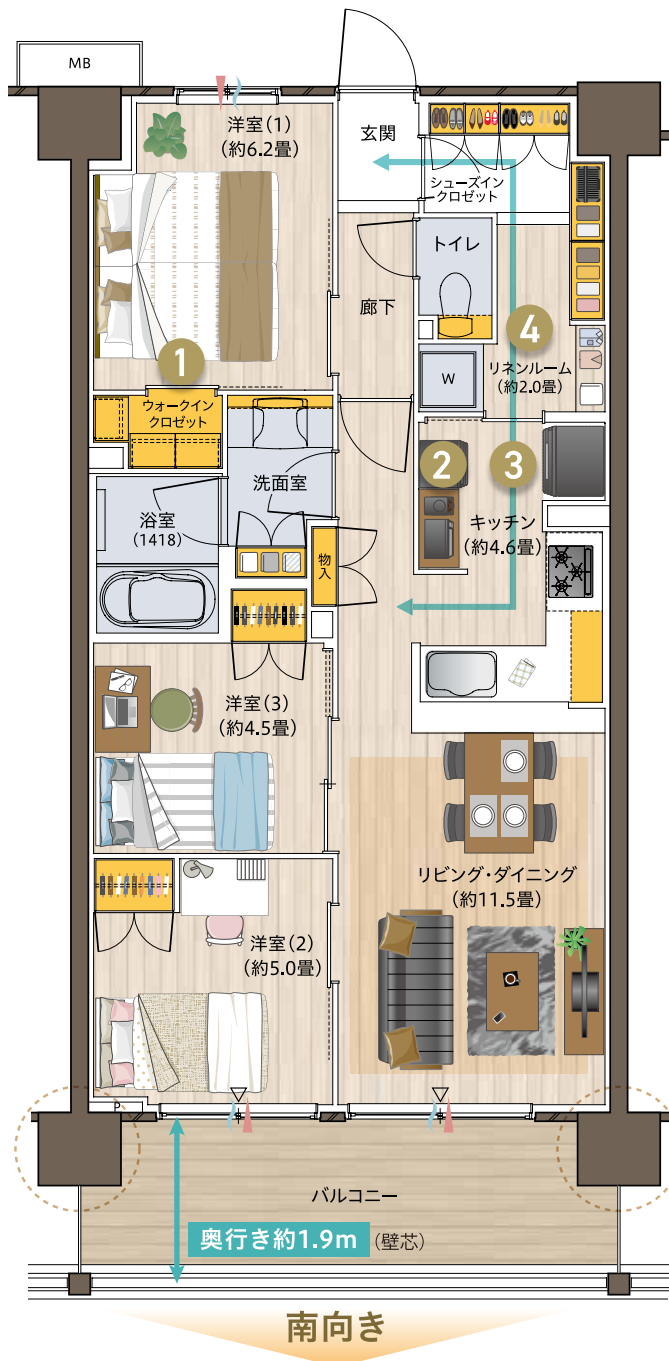 MB
洋室(1)
(約6.2畳)
玄関
シューズイン
クロゼット
トイレ
廊下
4
リネンルーム
(約2.0畳)
W
1
ウォークイン
クロゼット
洗面室
2
3
キッチン
(約4.6畳)
浴室
(1418)
物入
洋室(3)
(約4.5畳)
リビング・ダイニング
(約11.5畳)
洋室(2)
(約5.0畳)
P
バルコニー
奥行き約1.9m (壁芯)
南向き